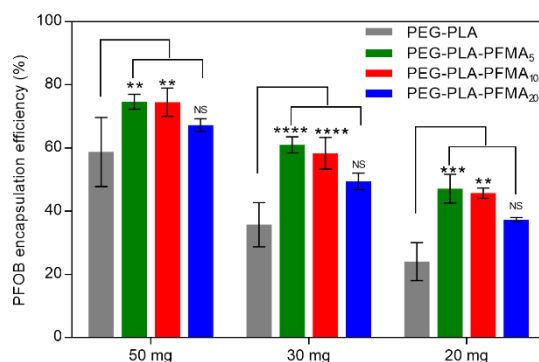 PFOB encapsulation efficiency (%)
100
80
60
40
20
0
PEG-PLA
PEG-PLA-PFMA₅
PEG-PLA-PFMA₁₀
PEG-PLA-PFMA₂₀
** ** NS
**** **** NS
*** ** NS
50 mg 30 mg 20 mg